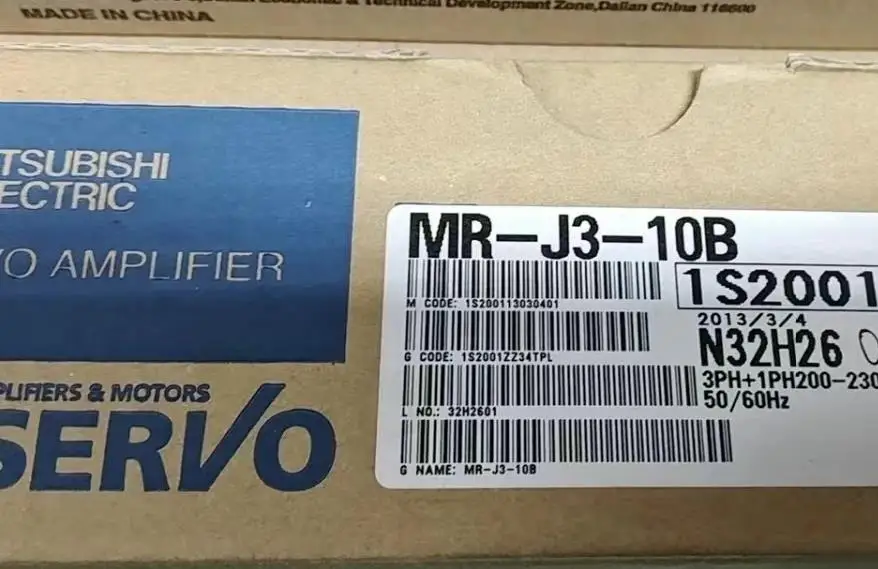 & Technical Development Zone,Dalian China 116600
MADE IN CHINA
TSUBISHI
ECTRIC
O AMPLIFIER
PLIFIERS & MOTORS
SERVO
MR-J3-10B
1S2001
M CODE: 1S200113030401
2013/3/4
N32H26
G CODE: 1S2001ZZ34TPL
3PH+1PH200-230
50/60Hz
L NO.: 32H2601
G NAME: MR-J3-10B